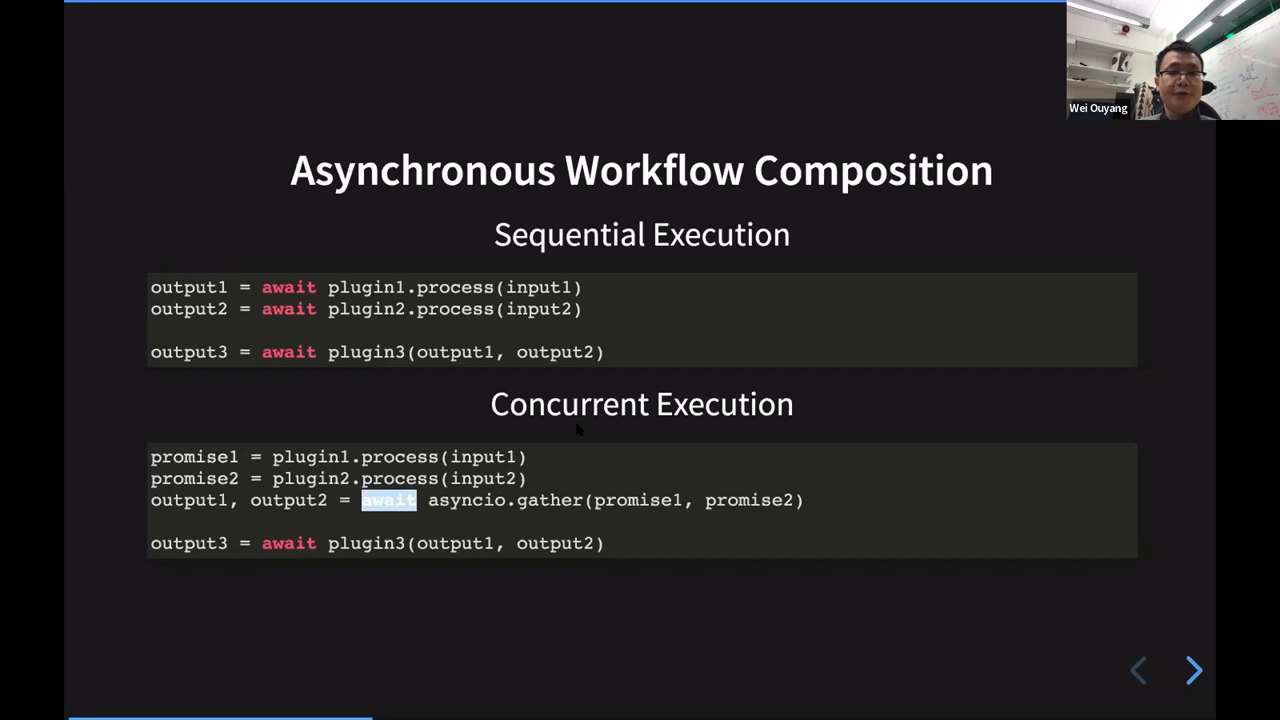 Wei Ouyang
Asynchronous Workflow Composition
Sequential Execution
output1 = await plugin1.process(input1)
output2 = await plugin2.process(input2)
output3 = await plugin3(output1, output2)
Concurrent Execution
promise1 = plugin1.process(input1)
promise2 = plugin2.process(input2)
output1, output2 = await asyncio.gather(promise1, promise2)
output3 = await plugin3(output1, output2)